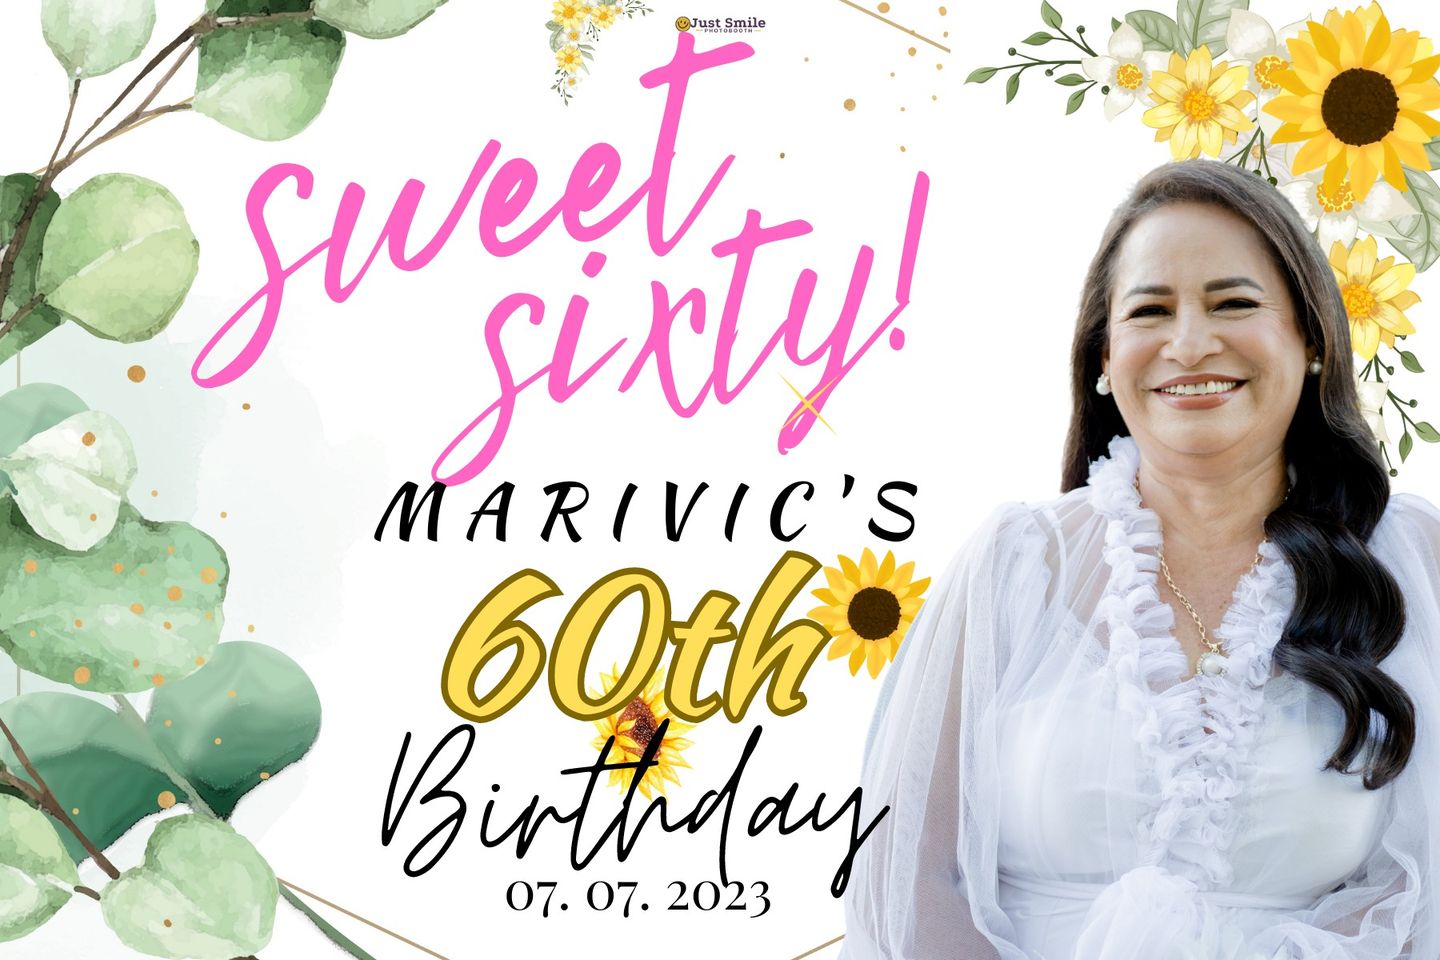 Just Smile
PHOTOBOOTH
sweet
sixty!
MARIVIC'S
60th
Birthday
07. 07. 2023